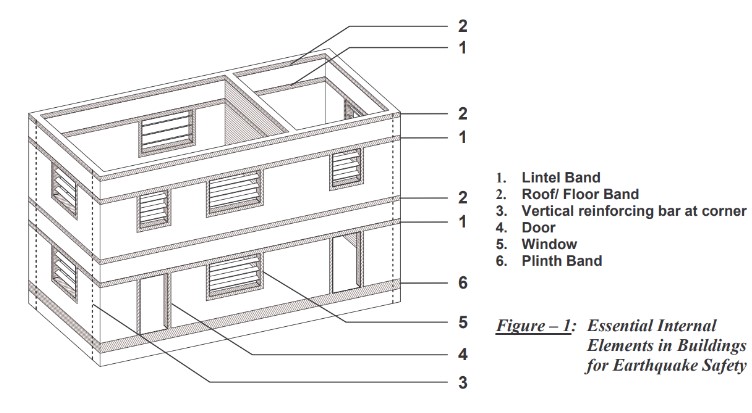 2
1
2
1
2
1
6
5
4
3
1. Lintel Band
2. Roof/ Floor Band
3. Vertical reinforcing bar at corner
4. Door
5. Window
6. Plinth Band
Figure – 1: Essential Internal
Elements in Buildings
for Earthquake Safety